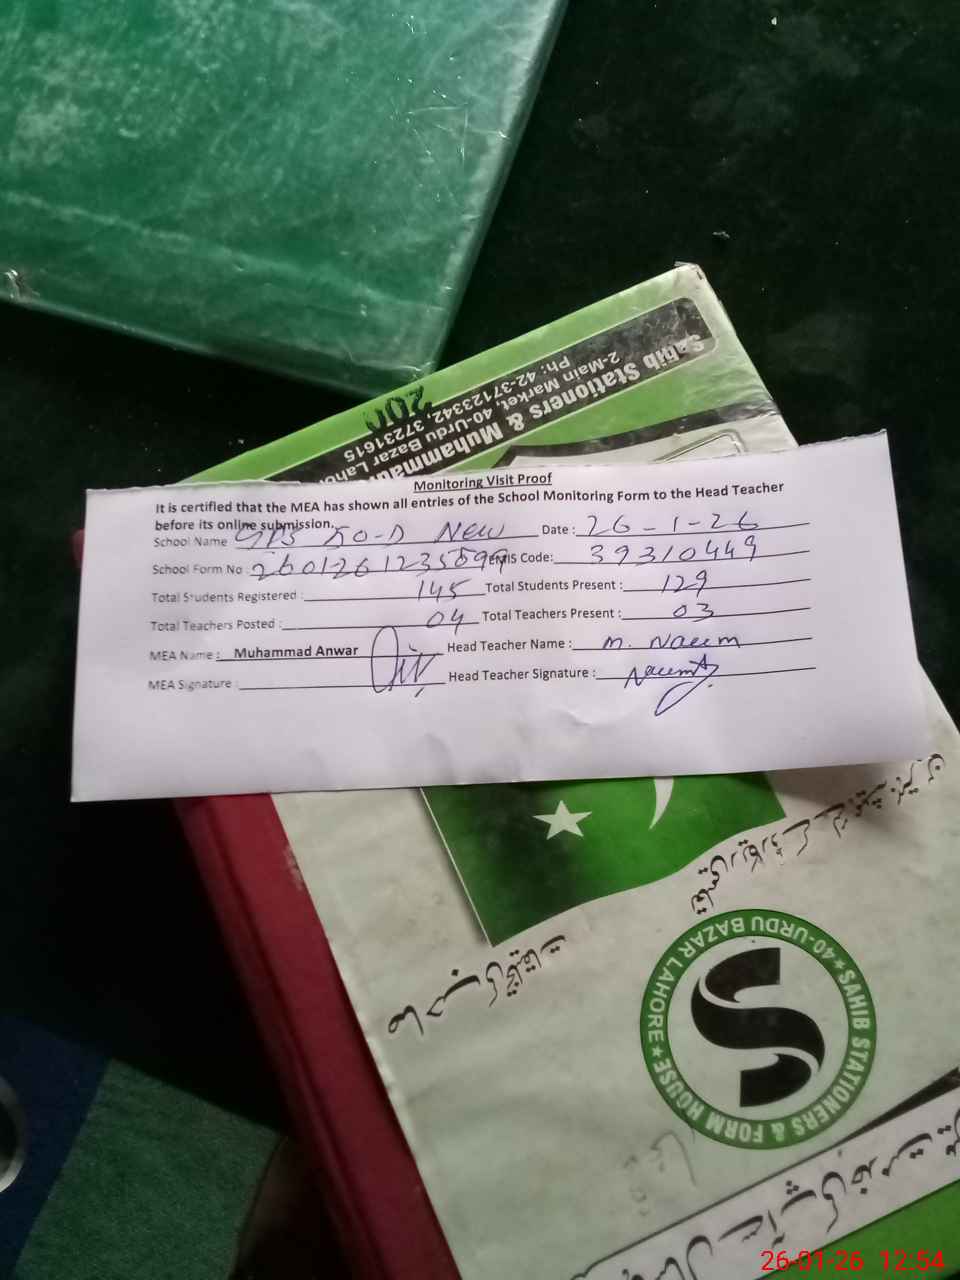 200
Sahib Stationers & Muhammad
2-Main Market, 40-Urdu Bazar Lahore
Ph: 42-37123342, 37231615
Monitoring Visit Proof
It is certified that the MEA has shown all entries of the School Monitoring Form to the Head Teacher
before its online submission.
School Name GPS 50-D New Date : 26-1-26
School Form No : 2601261235899 EMIS Code: 39310449
Total Students Registered : 145 Total Students Present : 129
Total Teachers Posted : 04 Total Teachers Present : 03
MEA Name : Muhammad Anwar Head Teacher Name : M. Naeem
MEA Signature : Head Teacher Signature : Naeem
SAHIB STATIONERS & FORM HOUSE
40-URDU BAZAR LAHORE
26-01-26 12:54